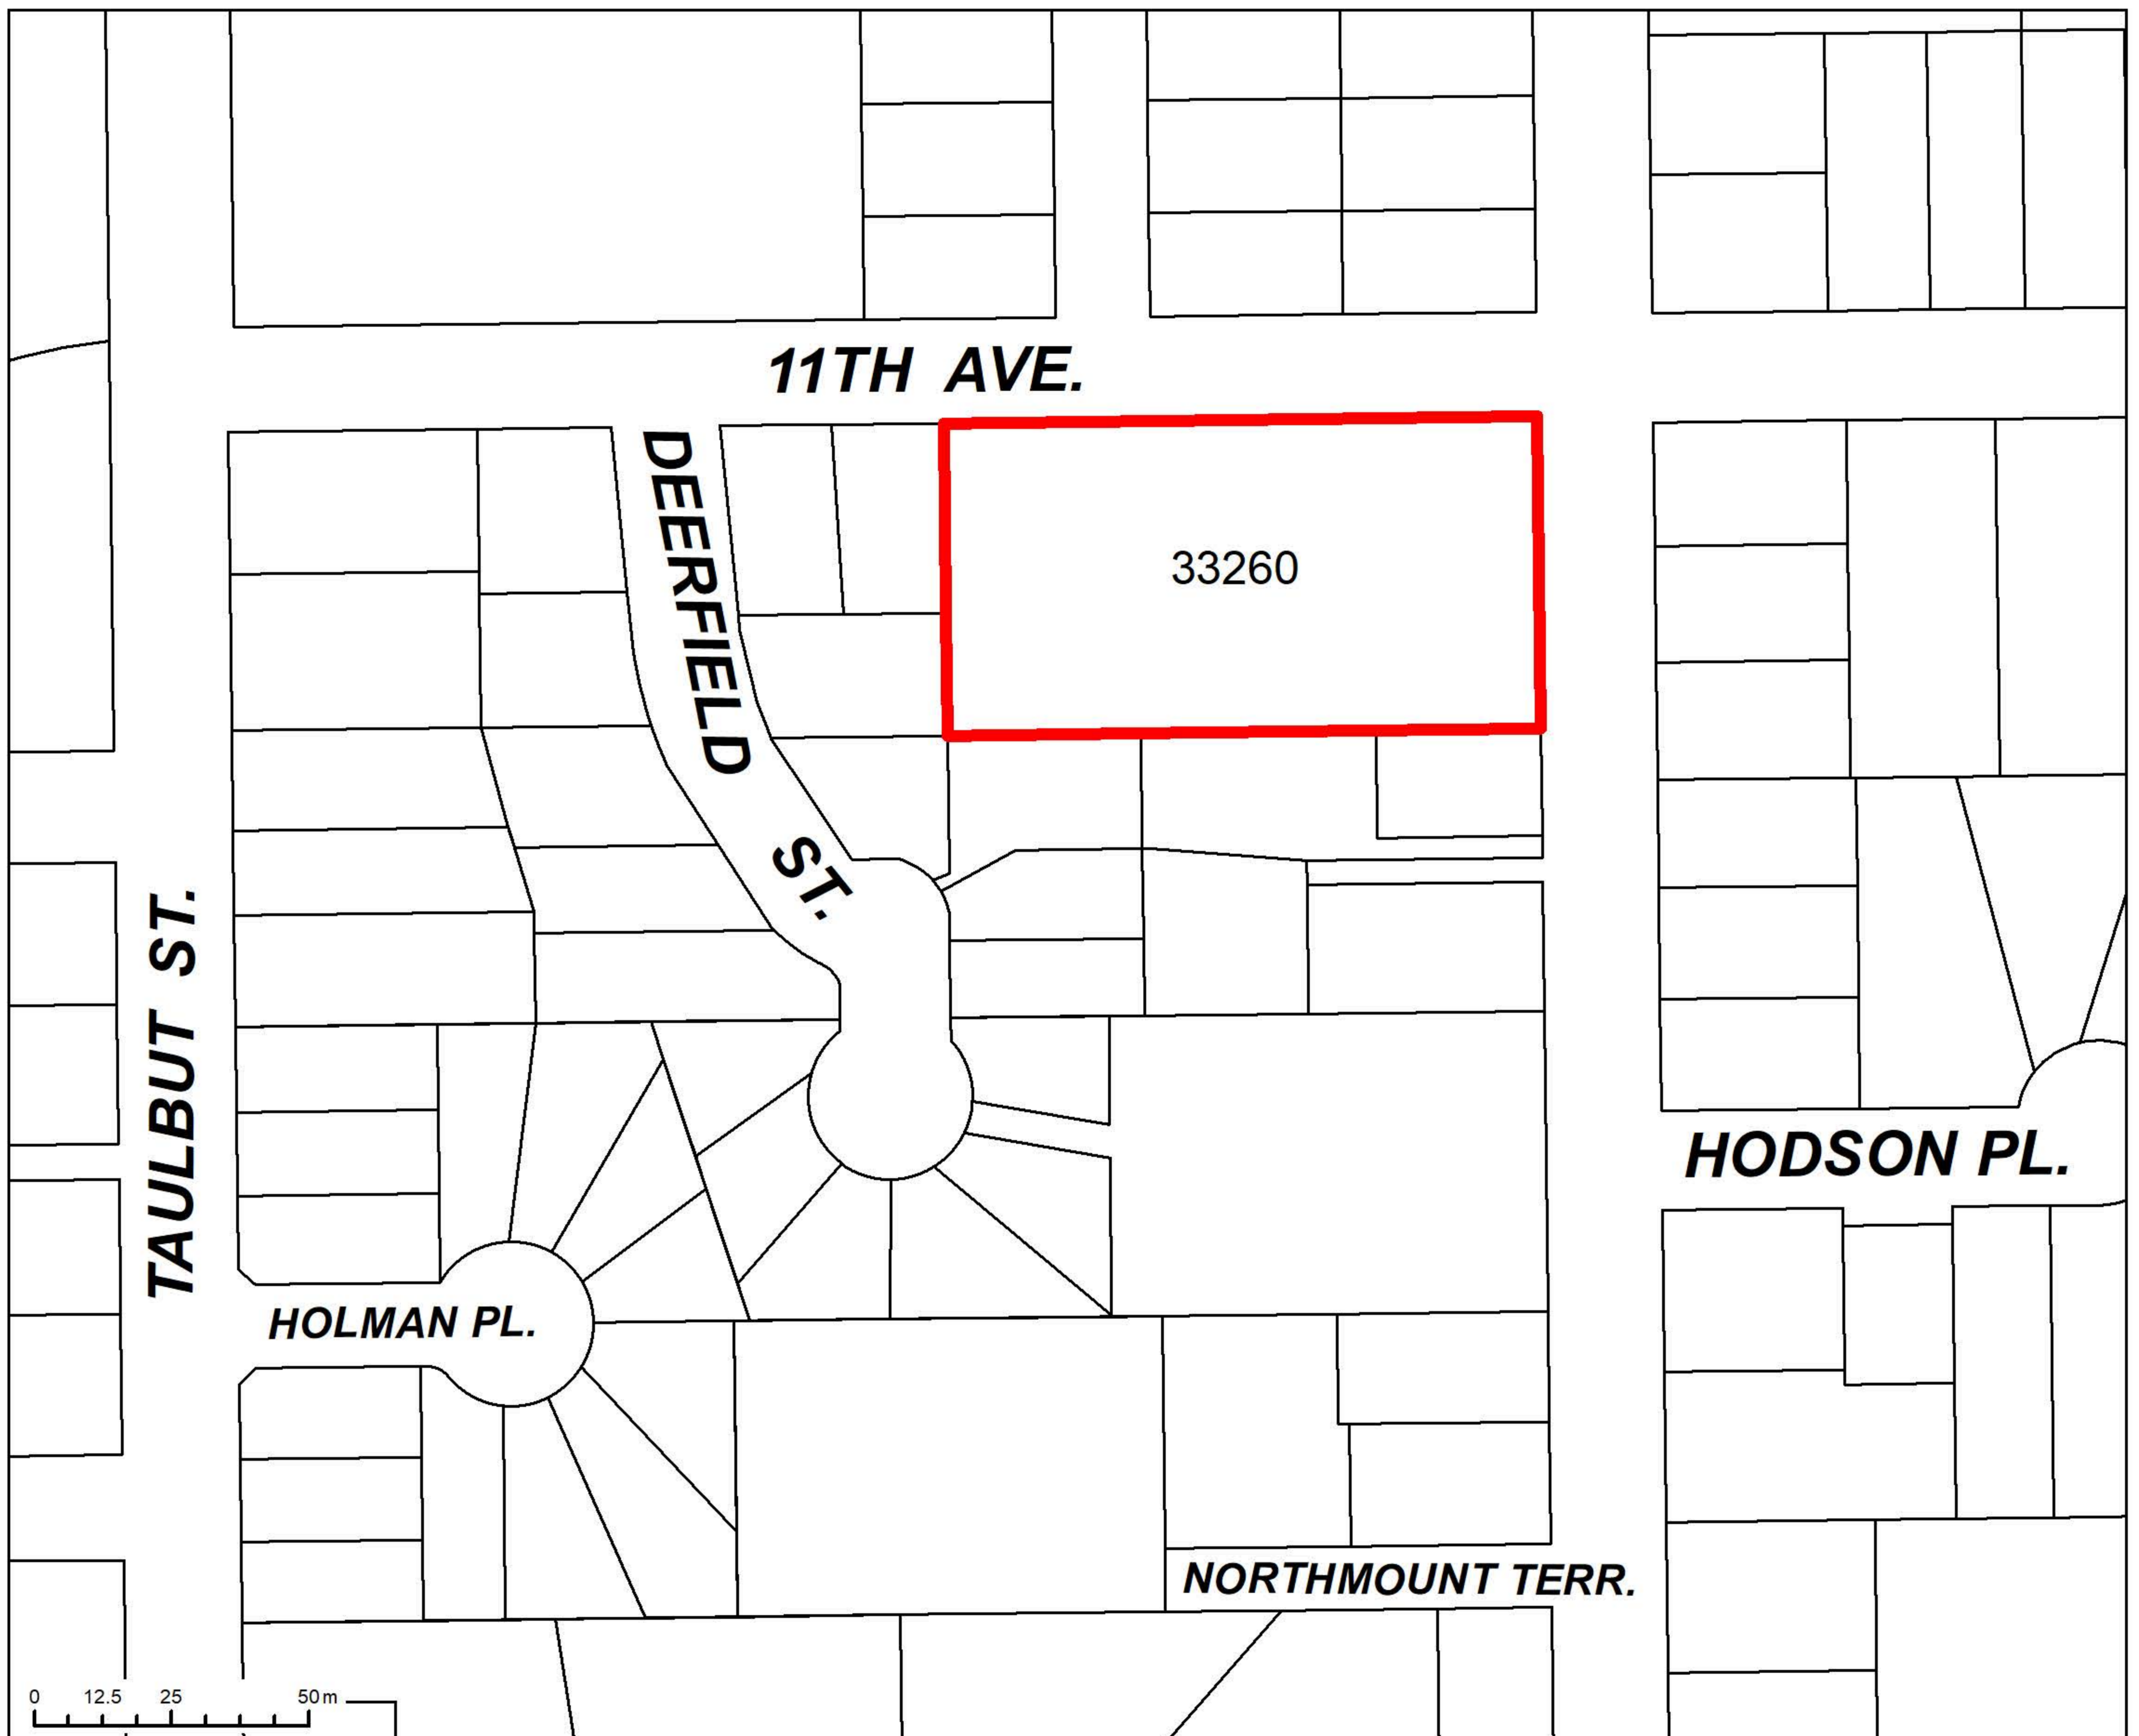 11TH AVE.
DEERFIELD ST.
33260
TAULBUT ST.
HODSON PL.
HOLMAN PL.
NORTHMOUNT TERR.
0 12.5 25 50 m